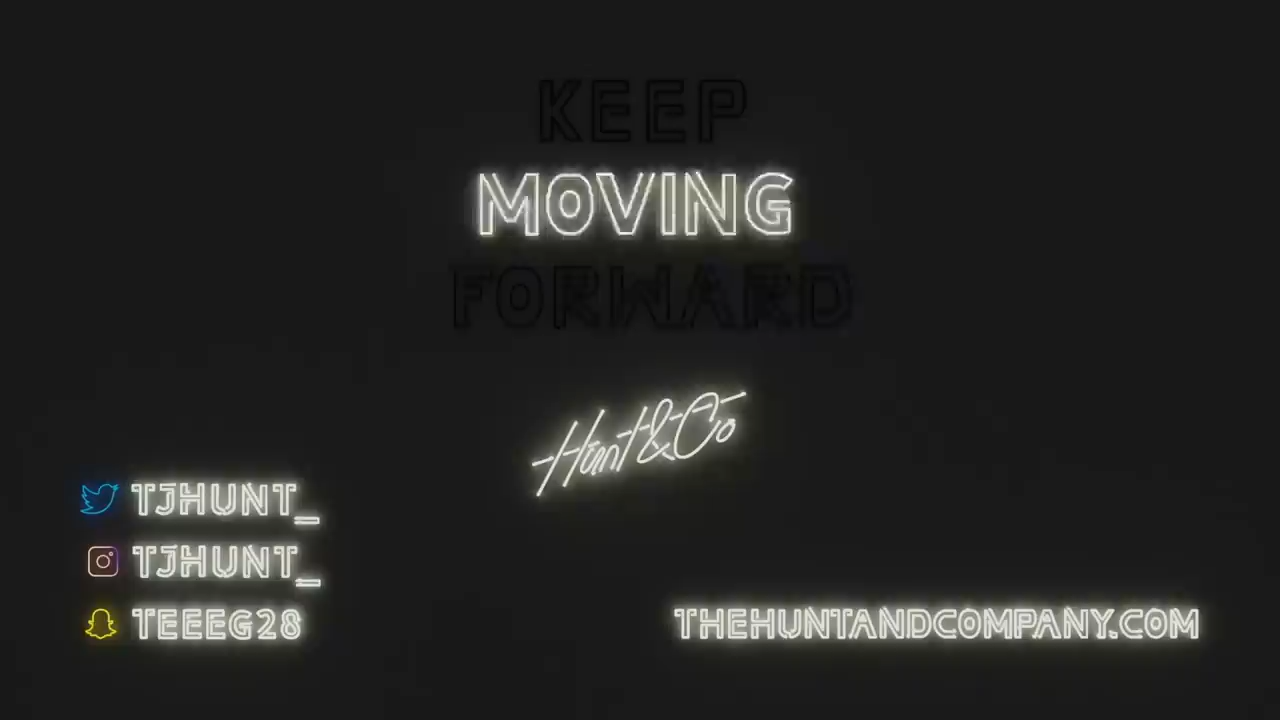 KEEP
MOVING
FORWARD
Hunt&Co
TJHUNT_
TJHUNT_
TEEEG28
THEHUNTANDCOMPANY.COM